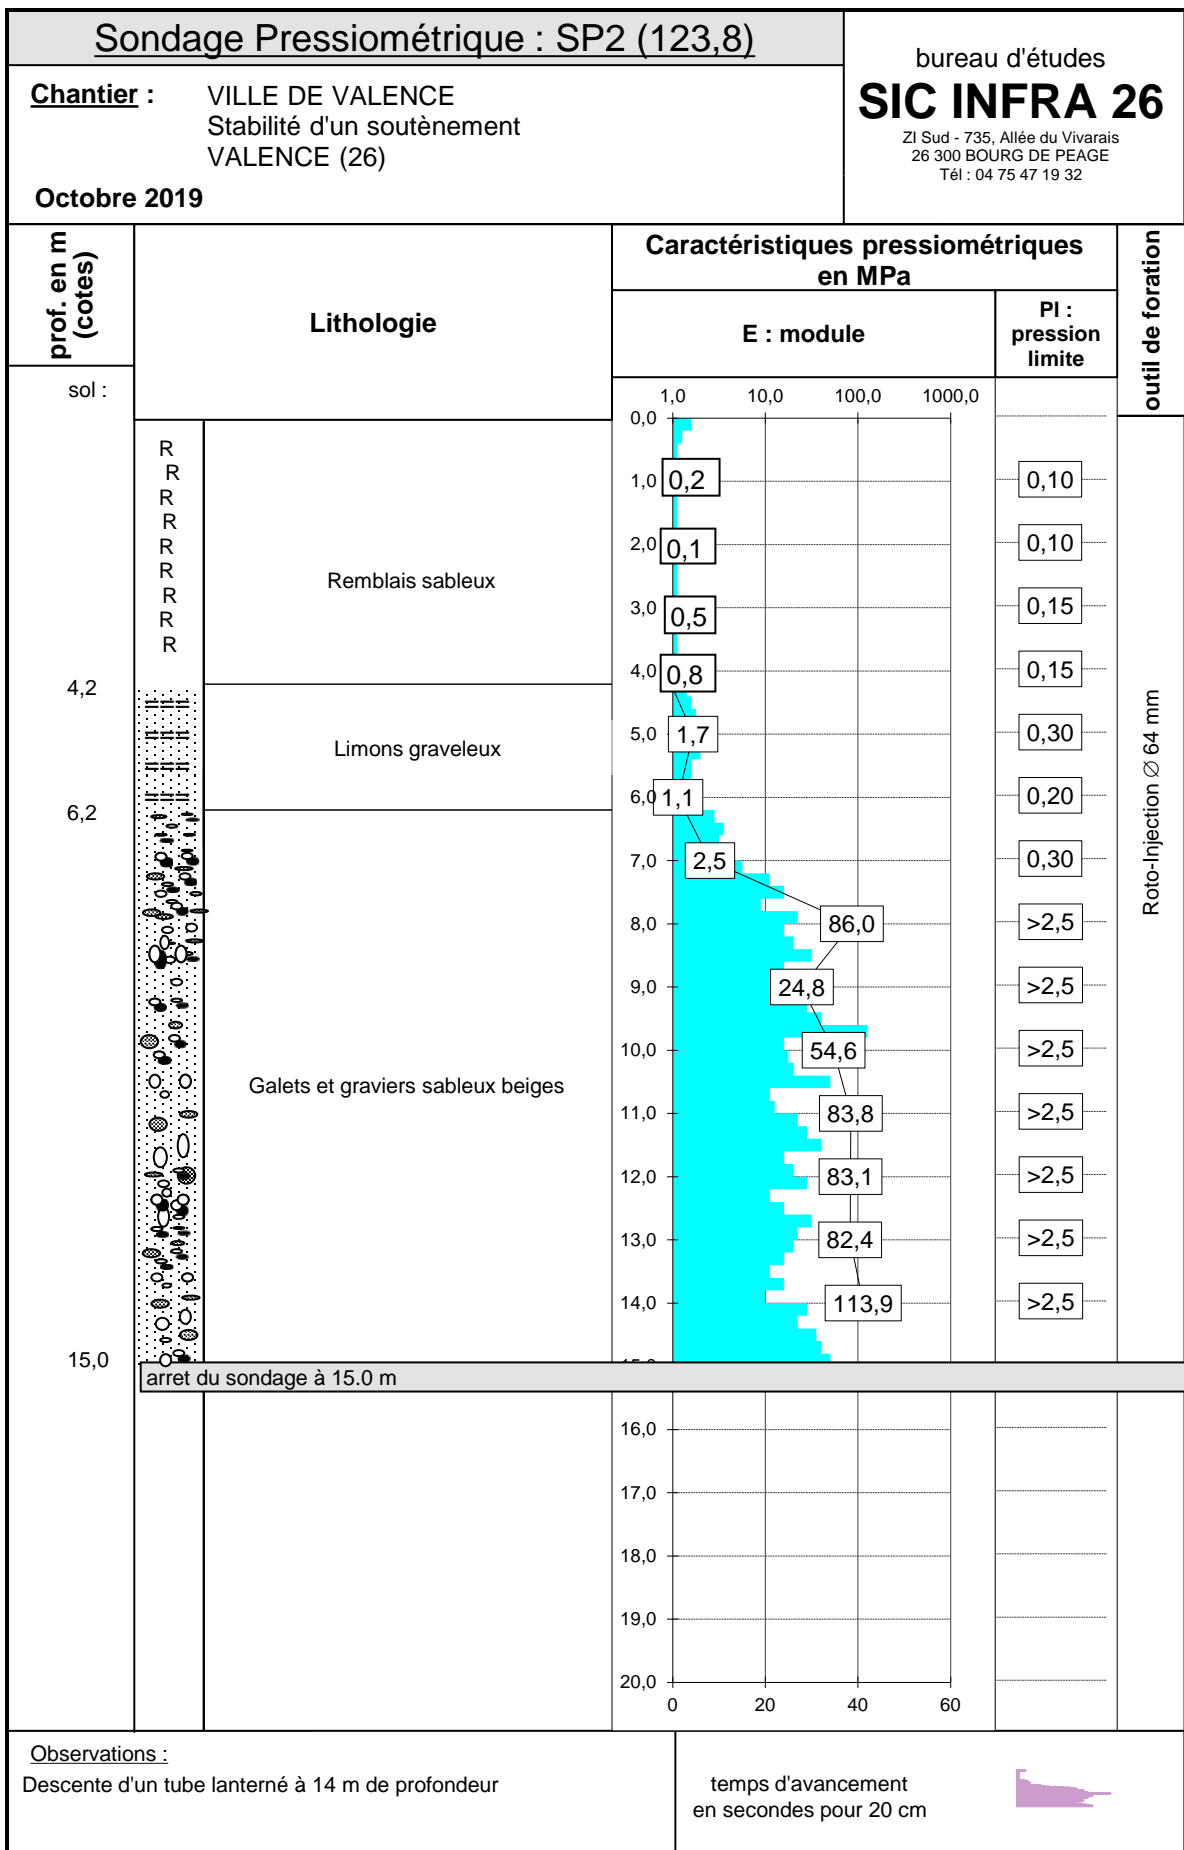 Sondage Pressiométrique : SP2 (123,8)
Chantier :
VILLE DE VALENCE
Stabilité d'un soutènement
VALENCE (26)
Octobre 2019
bureau d'études
SIC INFRA 26
ZI Sud - 735, Allée du Vivarais
26 300 BOURG DE PEAGE
Tél : 04 75 47 19 32
prof. en m
(cotes)
Lithologie
Caractéristiques pressiométriques
en MPa
E : module
Pl :
pression
limite
outil de foration
sol :
1,0 10,0 100,0 1000,0
0,0
R
R
R
R
R
R
R
R
R
Remblais sableux
1,0 0,2 0,10
2,0 0,1 0,10
3,0 0,5 0,15
4,0 0,8 0,15
4,2
Limons graveleux
5,0 1,7 0,30
6,0 1,1 0,20
6,2
Galets et graviers sableux beiges
7,0 2,5 0,30
8,0 86,0 >2,5
9,0 24,8 >2,5
10,0 54,6 >2,5
11,0 83,8 >2,5
12,0 83,1 >2,5
13,0 82,4 >2,5
14,0 113,9 >2,5
Roto-Injection ∅ 64 mm
15,0
arret du sondage à 15.0 m
16,0
17,0
18,0
19,0
20,0
0 20 40 60
Observations :
Descente d'un tube lanterné à 14 m de profondeur
temps d'avancement
en secondes pour 20 cm